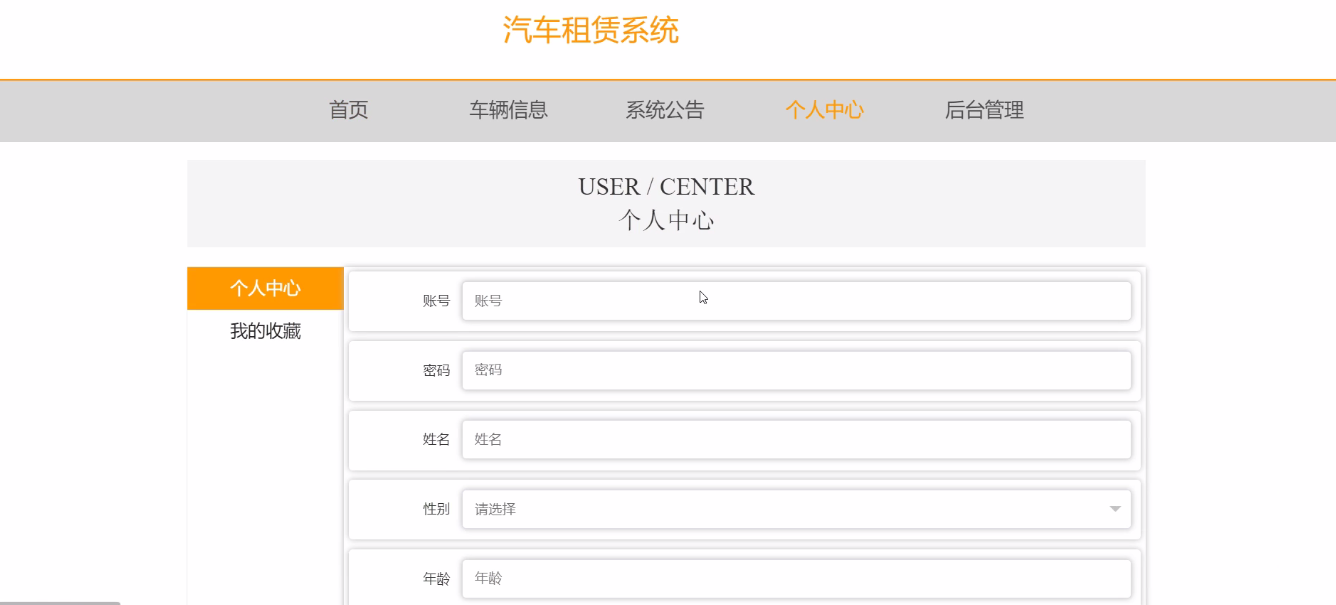 汽车租赁系统
首页 车辆信息 系统公告 个人中心 后台管理
USER / CENTER
个人中心
个人中心
我的收藏
账号 账号
密码 密码
姓名 姓名
性别 请选择
年龄 年龄